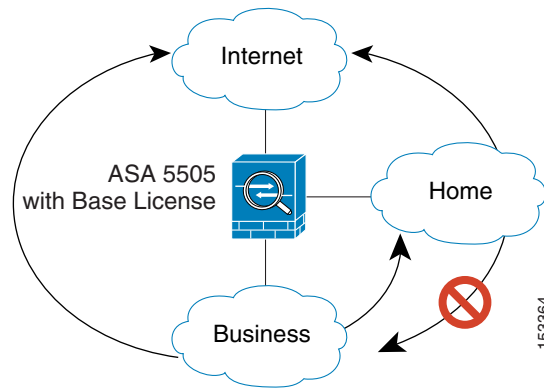 Internet
ASA 5505
with Base License
Home
Business
153364